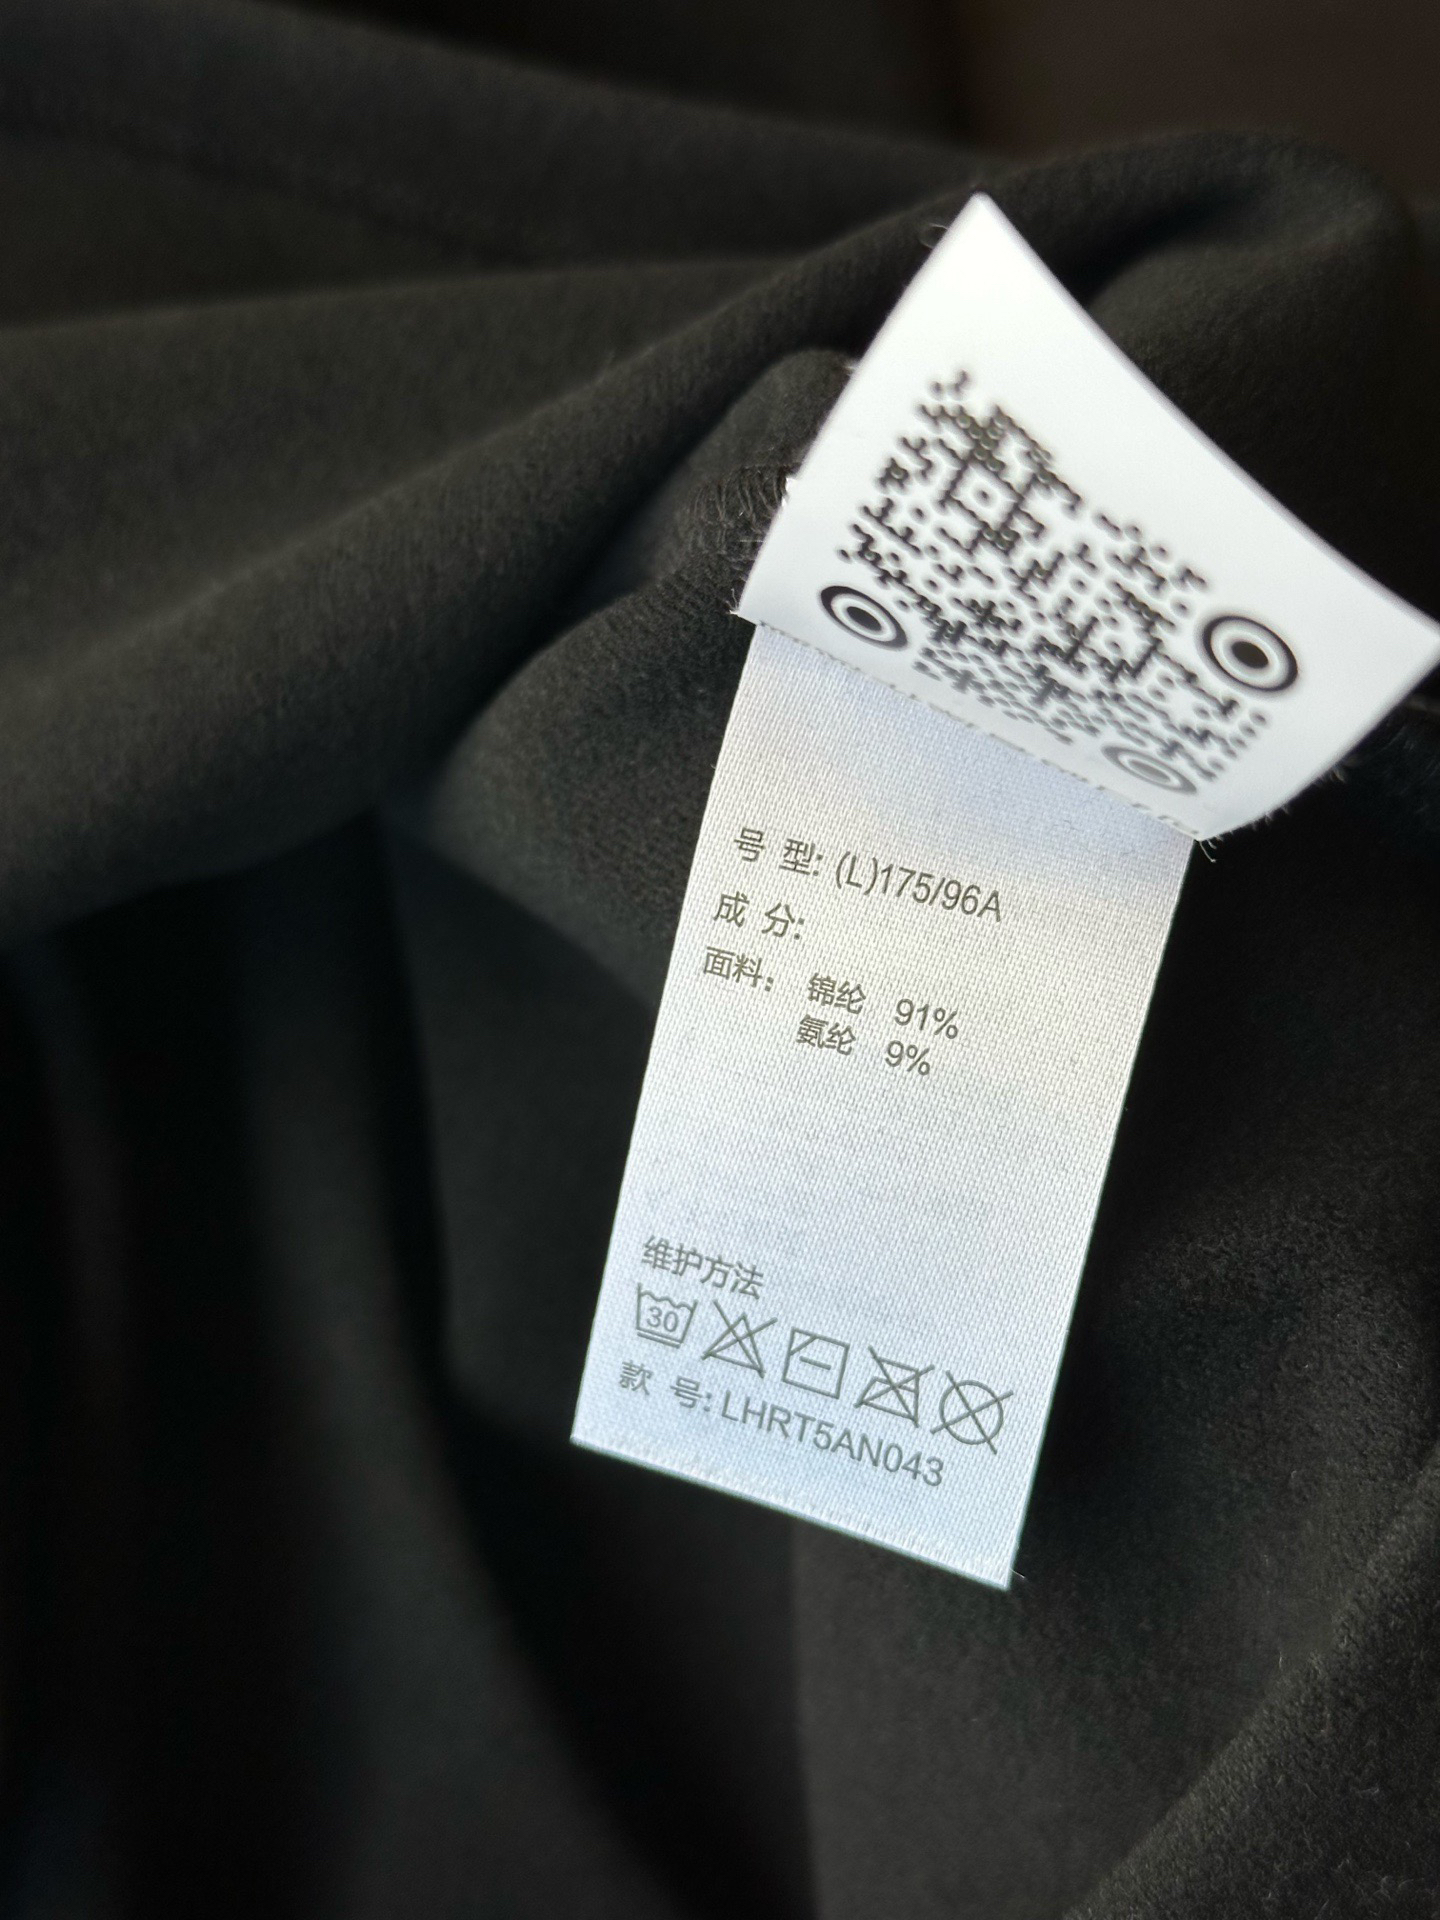 号 型: (L)175/96A
成 分:
面料: 锦纶 91%
氨纶 9%
维护方法
30
款 号: LHRT5AN043